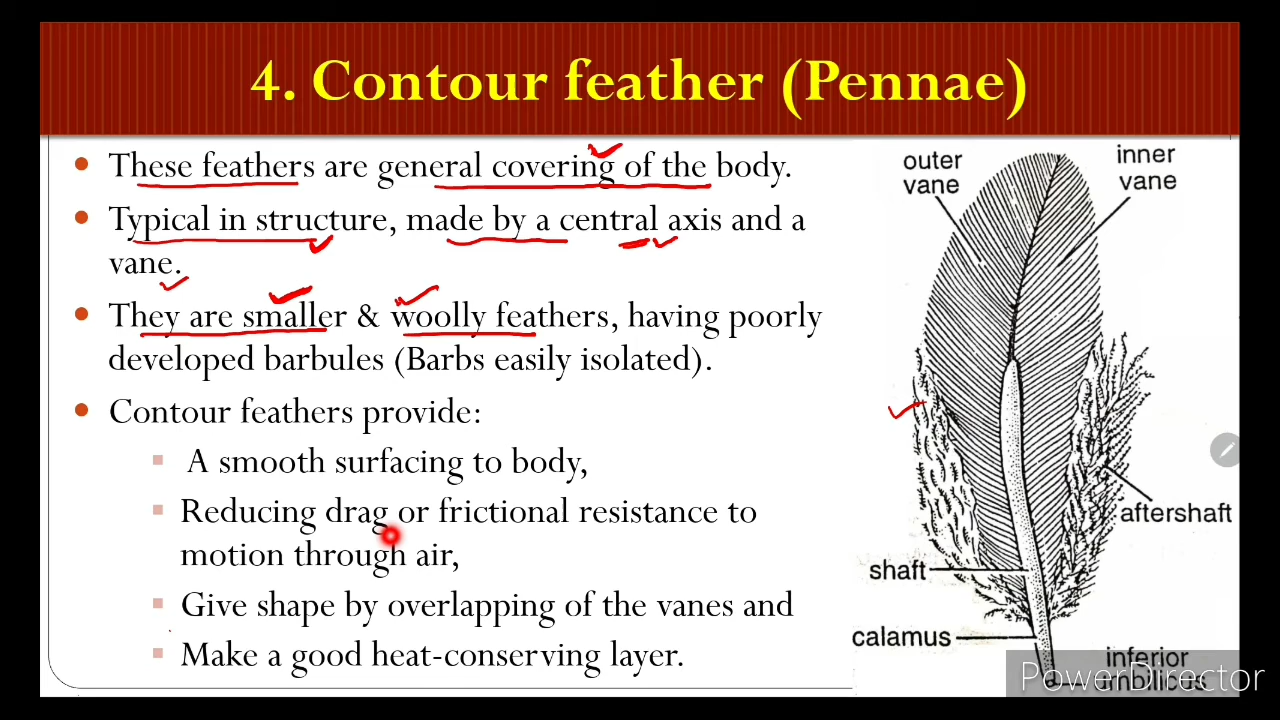 4. Contour feather (Pennae)
These feathers are general covering of the body.
Typical in structure, made by a central axis and a
vane.
They are smaller & woolly feathers, having poorly
developed barbules (Barbs easily isolated).
Contour feathers provide:
A smooth surfacing to body,
Reducing drag or frictional resistance to
motion through air,
Give shape by overlapping of the vanes and
Make a good heat-conserving layer.
outer
vane
inner
vane
aftershaft
shaft
calamus
inferior
umbilicus
PowerDirector